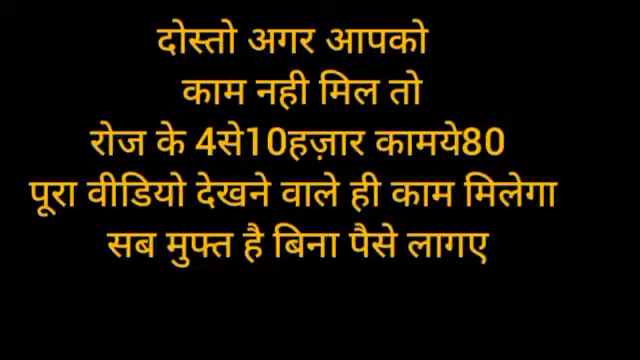 दोस्तो अगर आपको
काम नही मिल तो
रोज के 4से10हज़ार कामये80
पूरा वीडियो देखने वाले ही काम मिलेगा
सब मुफ्त है बिना पैसे लागए